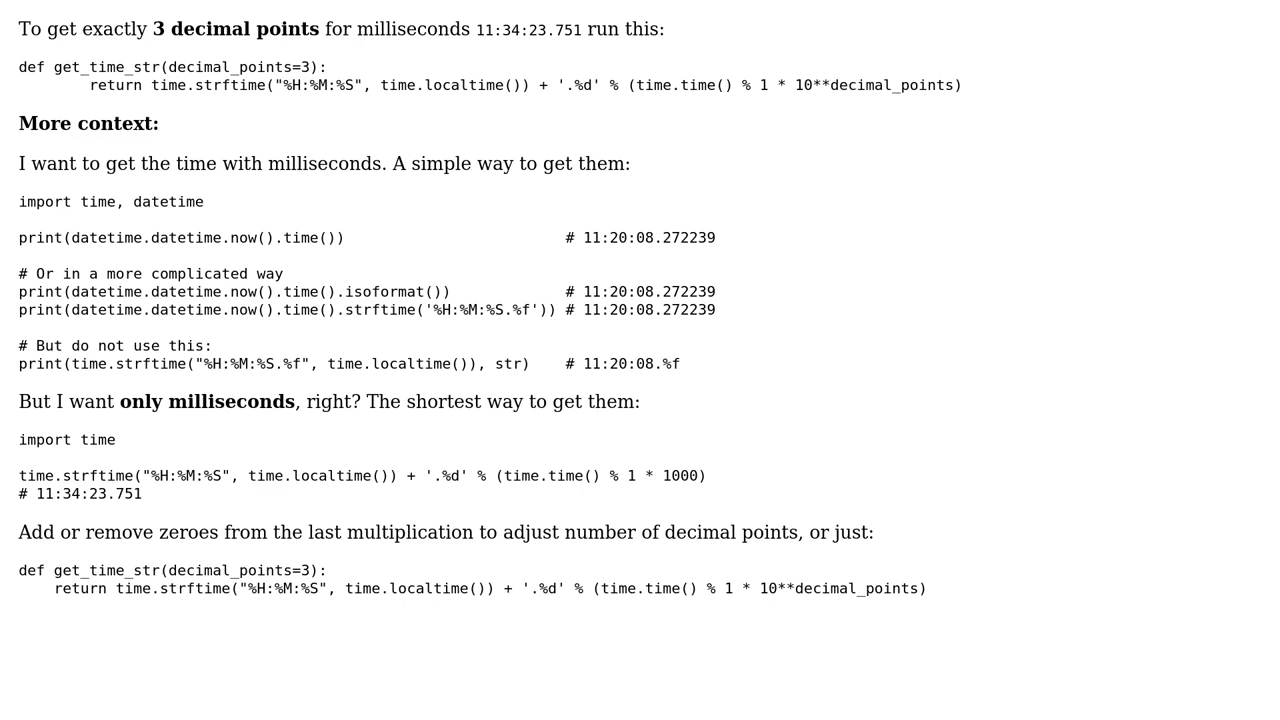 To get exactly 3 decimal points for milliseconds 11:34:23.751 run this:
def get_time_str(decimal_points=3):
        return time.strftime("%H:%M:%S", time.localtime()) + '.%d' % (time.time() % 1 * 10**decimal_points)
More context:
I want to get the time with milliseconds. A simple way to get them:
import time, datetime
print(datetime.datetime.now().time())                         # 11:20:08.272239
# Or in a more complicated way
print(datetime.datetime.now().time().isoformat())             # 11:20:08.272239
print(datetime.datetime.now().time().strftime('%H:%M:%S.%f')) # 11:20:08.272239
# But do not use this:
print(time.strftime("%H:%M:%S.%f", time.localtime()), str)    # 11:20:08.%f
But I want only milliseconds, right? The shortest way to get them:
import time
time.strftime("%H:%M:%S", time.localtime()) + '.%d' % (time.time() % 1 * 1000)
# 11:34:23.751
Add or remove zeroes from the last multiplication to adjust number of decimal points, or just:
def get_time_str(decimal_points=3):
    return time.strftime("%H:%M:%S", time.localtime()) + '.%d' % (time.time() % 1 * 10**decimal_points)